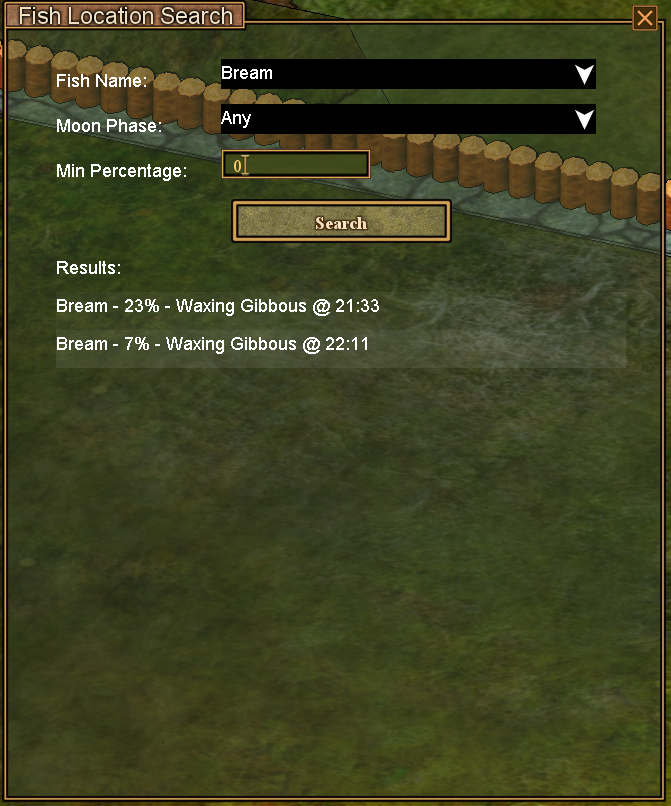 Fish Location Search
Fish Name: Bream
Moon Phase: Any
Min Percentage: 0
Search
Results:
Bream - 23% - Waxing Gibbous @ 21:33
Bream - 7% - Waxing Gibbous @ 22:11